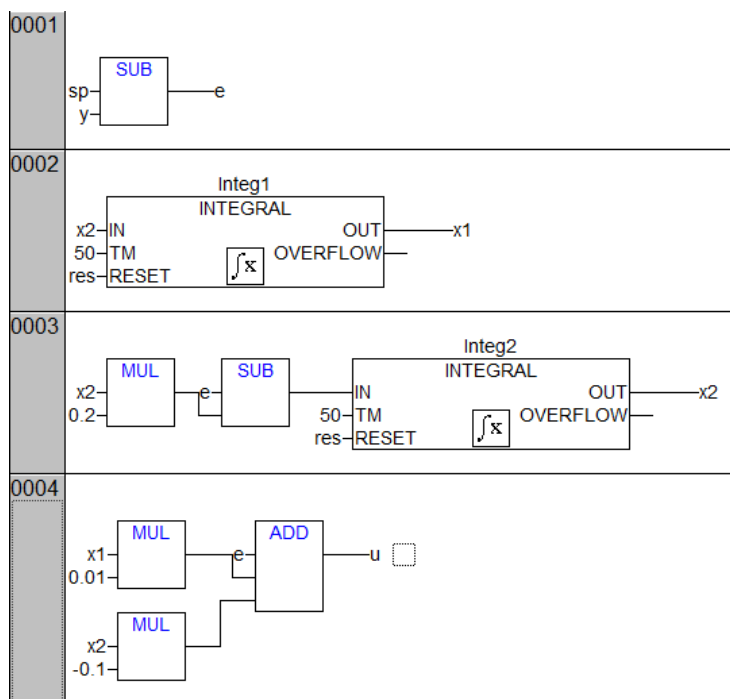 0001
SUB
sp e
y
0002
Integ1
INTEGRAL
x2 IN OUT x1
50 TM OVERFLOW
res RESET
∫x
0003
Integ2
MUL SUB INTEGRAL
x2 e IN OUT x2
0.2 50 TM OVERFLOW
res RESET
∫x
0004
MUL ADD
x1 e u
0.01
MUL
x2
-0.1